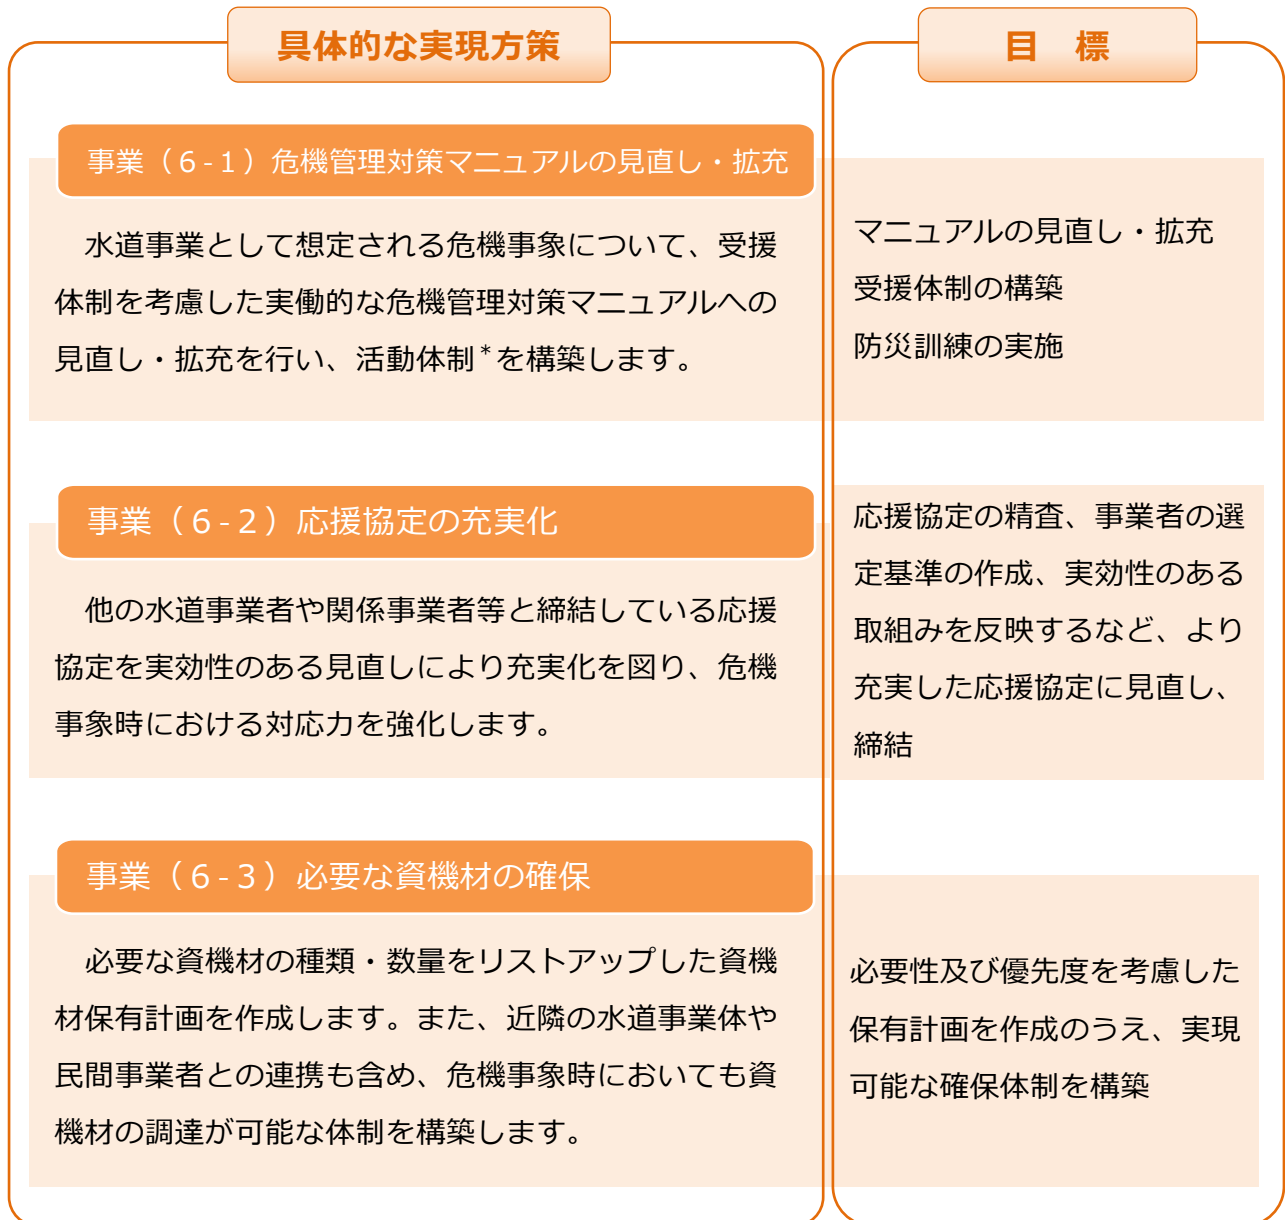 具体的な実現方策
目　標
事業（６-１）危機管理対策マニュアルの見直し・拡充
水道事業として想定される危機事象について、受援
体制を考慮した実働的な危機管理対策マニュアルへの
見直し・拡充を行い、活動体制*を構築します。
マニュアルの見直し・拡充
受援体制の構築
防災訓練の実施
事業（６-２）応援協定の充実化
他の水道事業者や関係事業者等と締結している応援
協定を実効性のある見直しにより充実化を図り、危機
事象時における対応力を強化します。
応援協定の精査、事業者の選
定基準の作成、実効性のある
取組みを反映するなど、より
充実した応援協定に見直し、
締結
事業（６-３）必要な資機材の確保
必要な資機材の種類・数量をリストアップした資機
材保有計画を作成します。また、近隣の水道事業体や
民間事業者との連携も含め、危機事象時においても資
機材の調達が可能な体制を構築します。
必要性及び優先度を考慮した
保有計画を作成のうえ、実現
可能な確保体制を構築